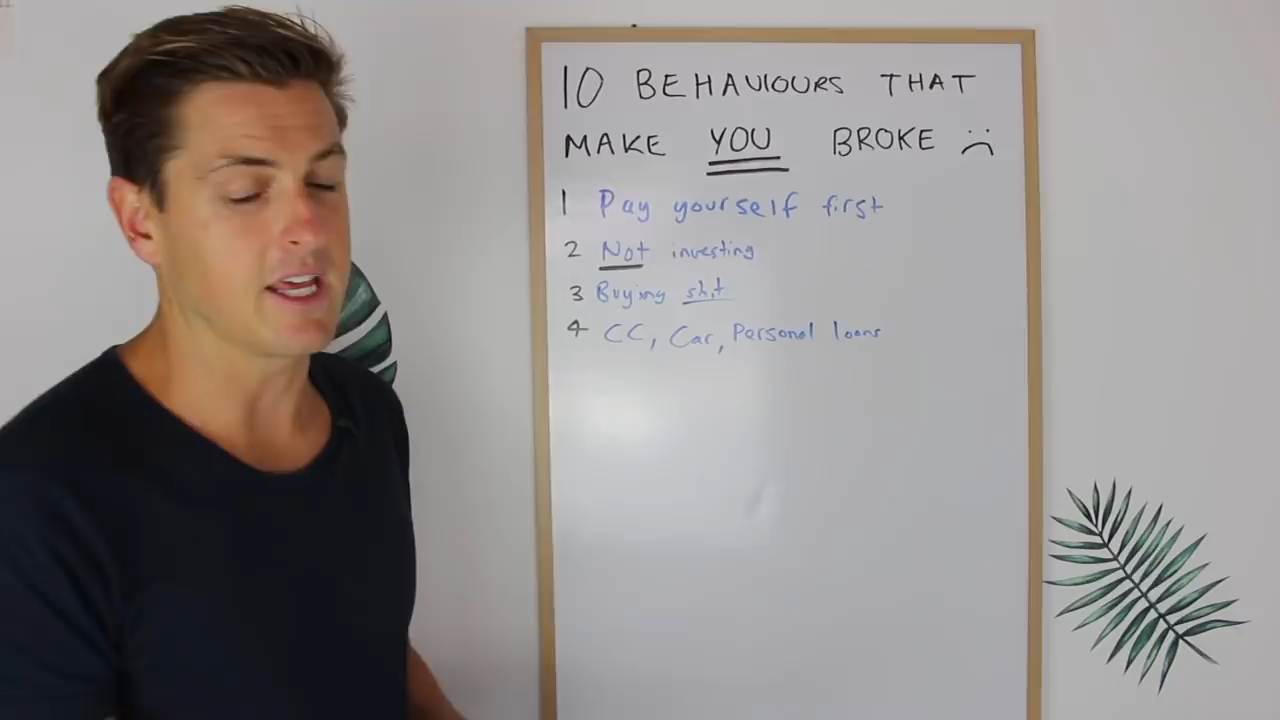 10 BEHAVIOURS THAT
MAKE YOU BROKE :(
1 Pay yourself first
2 Not investing
3 Buying shit
4 CC, Car, Personal loans